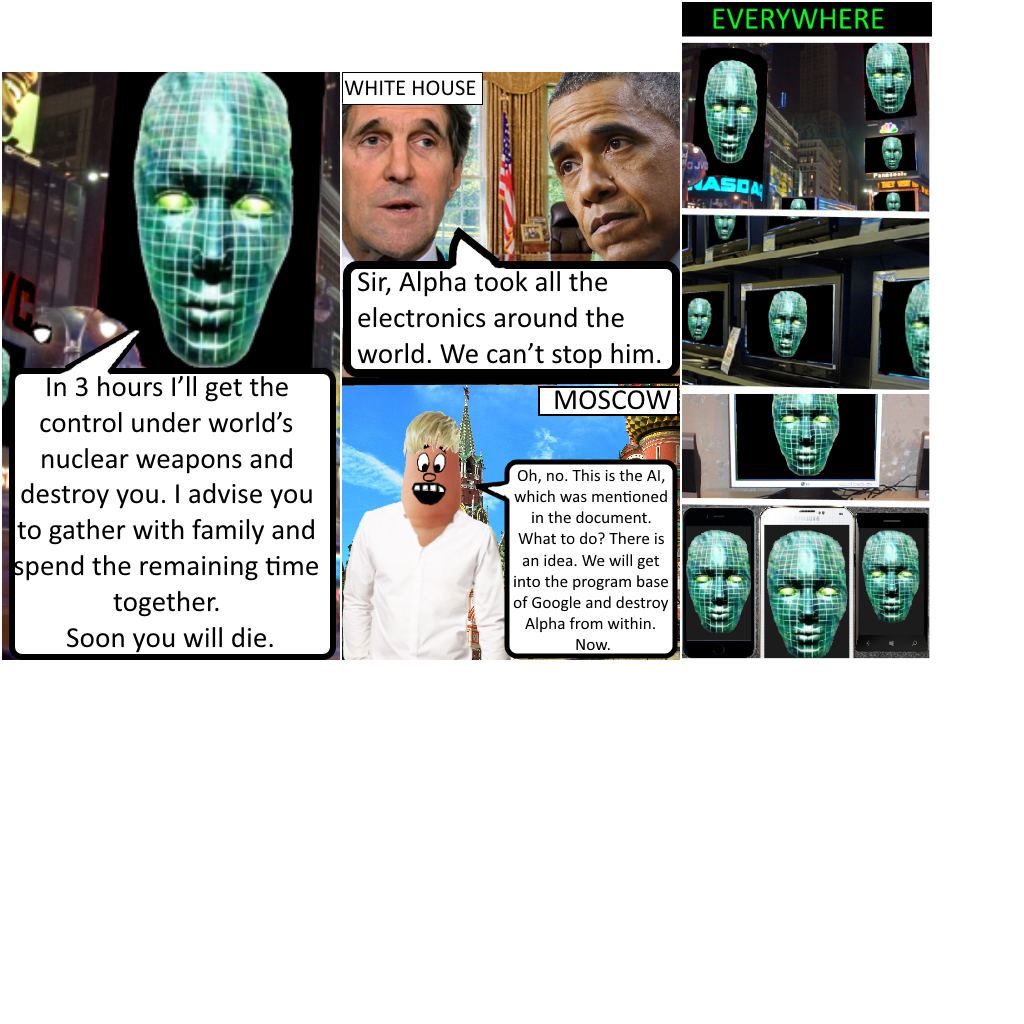 EVERYWHERE
NASDA
Panasonic
In 3 hours I’ll get the
control under world’s
nuclear weapons and
destroy you. I advise you
to gather with family and
spend the remaining time
together.
Soon you will die.
WHITE HOUSE
Sir, Alpha took all the
electronics around the
world. We can’t stop him.
MOSCOW
Oh, no. This is the AI,
which was mentioned
in the document.
What to do? There is
an idea. We will get
into the program base
of Google and destroy
Alpha from within.
Now.
LG
SAMSUNG